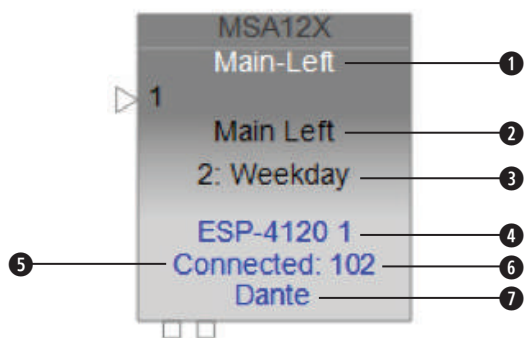 MSA12X
Main-Left 1
1
Main Left 2
2: Weekday 3
ESP-4120 1 4
5 Connected: 102 6
Dante 7